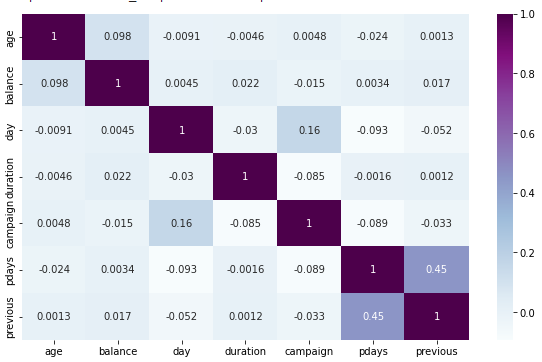 age 1 0.098 -0.0091 -0.0046 0.0048 -0.024 0.0013
balance 0.098 1 0.0045 0.022 -0.015 0.0034 0.017
day -0.0091 0.0045 1 -0.03 0.16 -0.093 -0.052
duration -0.0046 0.022 -0.03 1 -0.085 -0.0016 0.0012
campaign 0.0048 -0.015 0.16 -0.085 1 -0.089 -0.033
pdays -0.024 0.0034 -0.093 -0.0016 -0.089 1 0.45
previous 0.0013 0.017 -0.052 0.0012 -0.033 0.45 1
age balance day duration campaign pdays previous
1.0
0.8
0.6
0.4
0.2
0.0